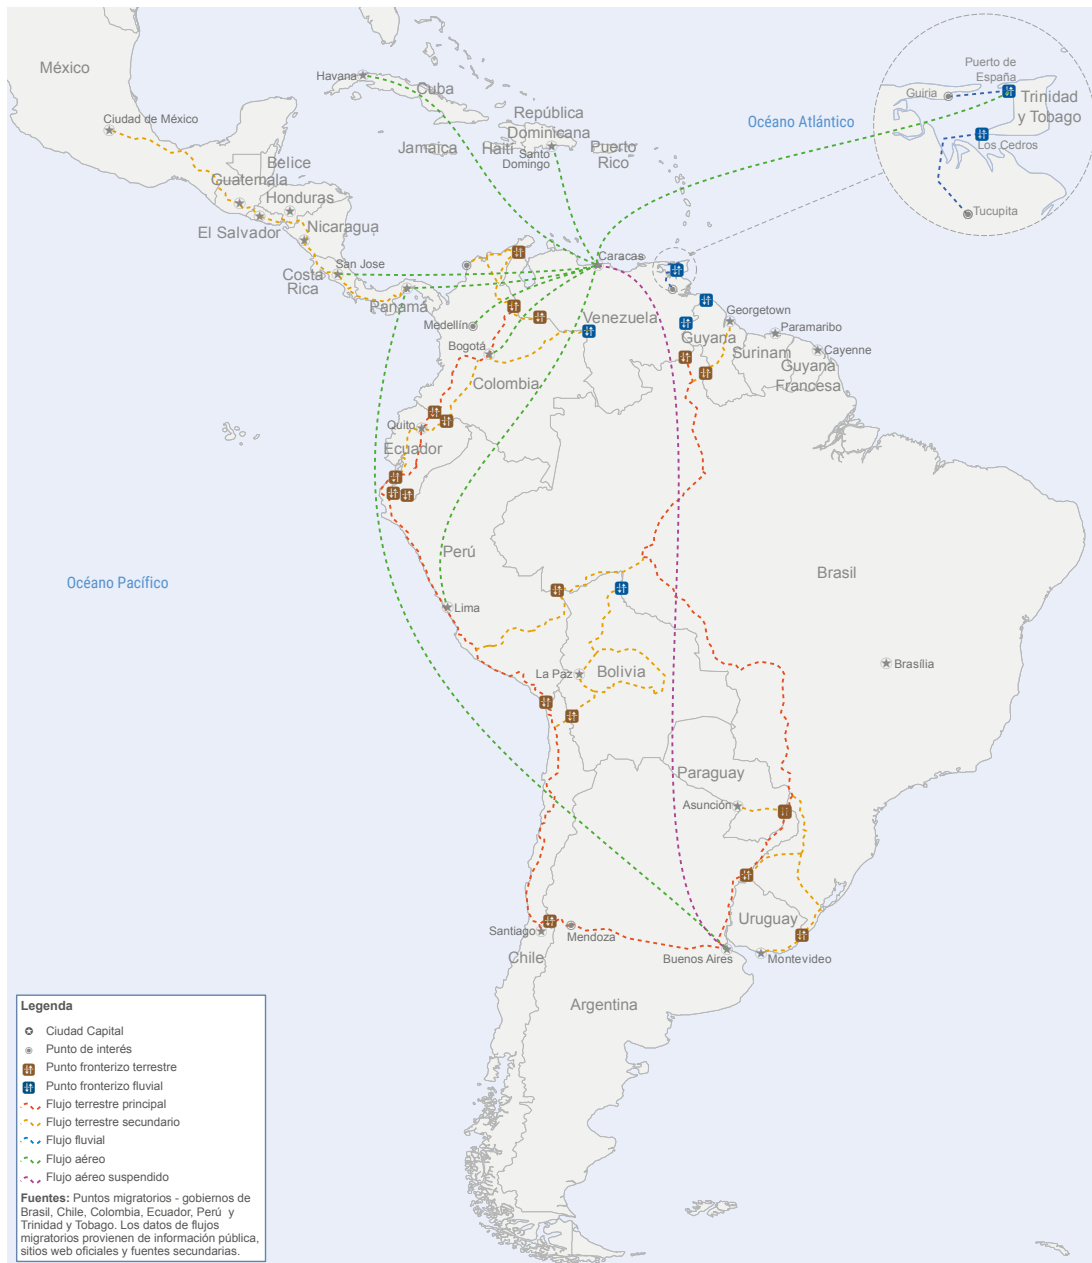 México
Ciudad de México
Havana
Cuba
República
Dominicana
Jamaica
Haití
Santo
Domingo
Puerto
Rico
Océano Atlántico
Puerto de
España
Guiria
Trinidad
y Tobago
Los Cedros
Tucupita
Belice
Guatemala
Honduras
El Salvador
Nicaragua
San Jose
Costa
Rica
Panamá
Caracas
Venezuela
Medellín
Bogotá
Colombia
Georgetown
Guyana
Paramaribo
Surinam
Cayenne
Guyana
Francesa
Quito
Ecuador
Perú
Océano Pacífico
Brasil
Lima
La Paz
Bolivia
Brasília
Paraguay
Asunción
Uruguay
Santiago
Mendoza
Chile
Buenos Aires
Montevideo
Argentina
Legenda
Ciudad Capital
Punto de interés
Punto fronterizo terrestre
Punto fronterizo fluvial
Flujo terrestre principal
Flujo terrestre secundario
Flujo fluvial
Flujo aéreo
Flujo aéreo suspendido
Fuentes: Puntos migratorios - gobiernos de
Brasil, Chile, Colombia, Ecuador, Perú y
Trinidad y Tobago. Los datos de flujos
migratorios provienen de información pública,
sitios web oficiales y fuentes secundarias.